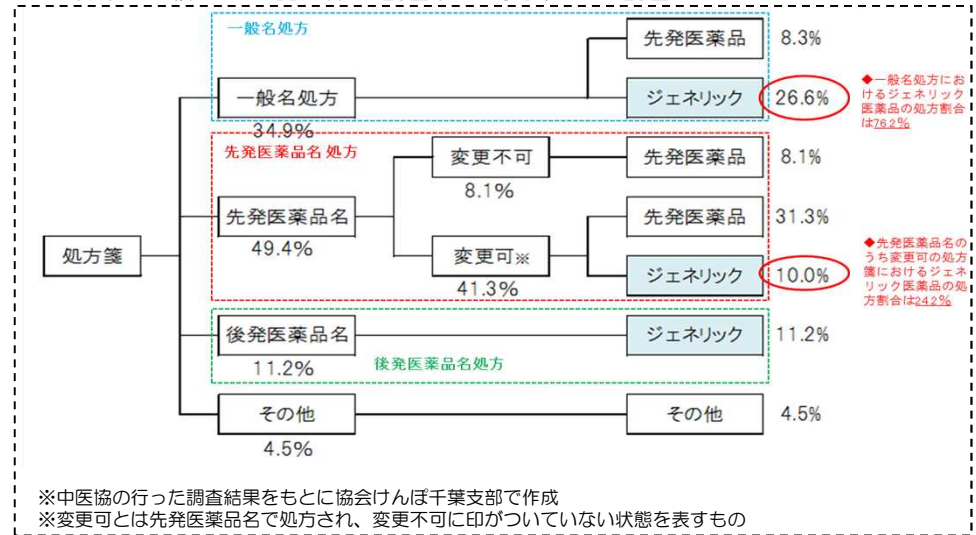 一般名処方
先発医薬品 8.3%
一般名処方
34.9%
ジェネリック 26.6%
◆一般名処方にお
けるジェネリック
医薬品の処方割合
は76.2%
先発医薬品名 処方
変更不可
8.1%
先発医薬品 8.1%
先発医薬品名
49.4%
先発医薬品 31.3%
処方箋
変更可※
41.3%
ジェネリック 10.0%
◆先発医薬品名の
うち変更可の処方
箋におけるジェネ
リック医薬品の処
方割合は24.2%
後発医薬品名
11.2%
ジェネリック 11.2%
後発医薬品名処方
その他
4.5%
その他 4.5%
※中医協の行った調査結果をもとに協会けんぽ千葉支部で作成
※変更可とは先発医薬品名で処方され、変更不可に印がついていない状態を表すもの